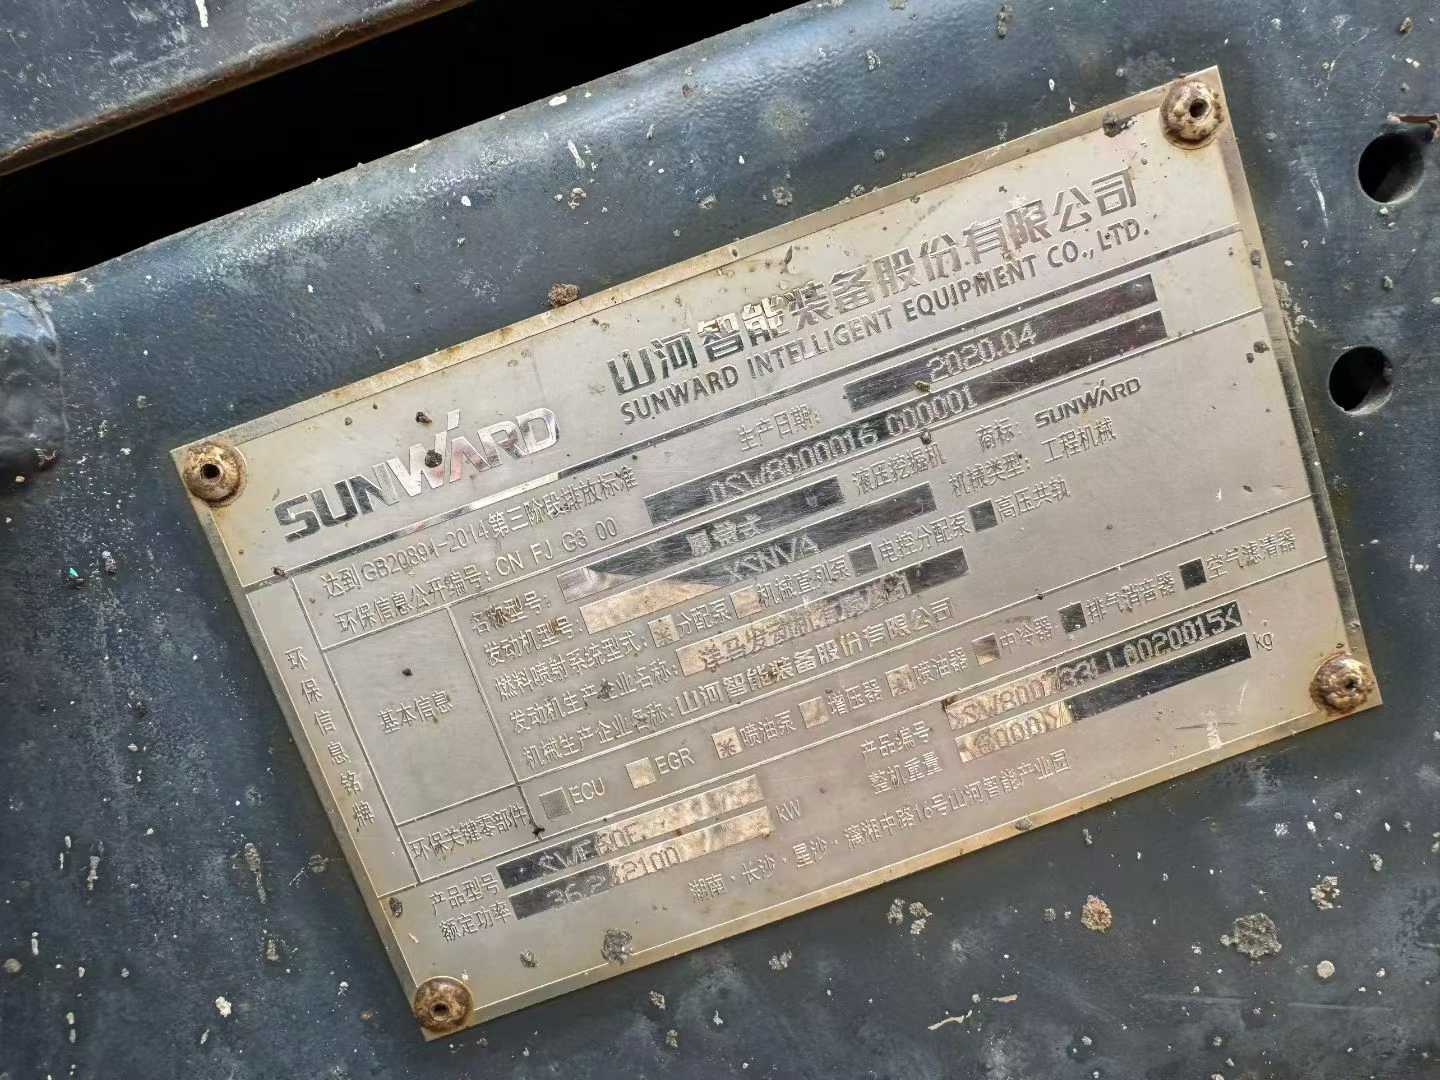 SUNWARD
山河智能装备股份有限公司
SUNWARD INTELLIGENT EQUIPMENT CO.,LTD.
环保信息铭牌
达到GB20891-2014第三阶段排放标准 生产日期: 2020.04
环保信息公开编号: CN FJ G3 00 0SW8000016 000001
基本信息
名称型号: 液压挖掘机 商标: SUNWARD
发动机型号: 机械类型: 工程机械
燃料喷射系统型式: ※分配泵 机械直列泵 电控分配泵 高压共轨
发动机生产企业名称:
机械生产企业名称: 山河智能装备股份有限公司
环保关键零部件 ECU EGR ※喷油泵 增压器 ※喷油器 中冷器 排气消音器 空气滤清器
产品型号 SWE60E 产品编号
额定功率 kW 整机重量 6000 kg
湖南·长沙·星沙·潇湘中路16号山河智能产业园